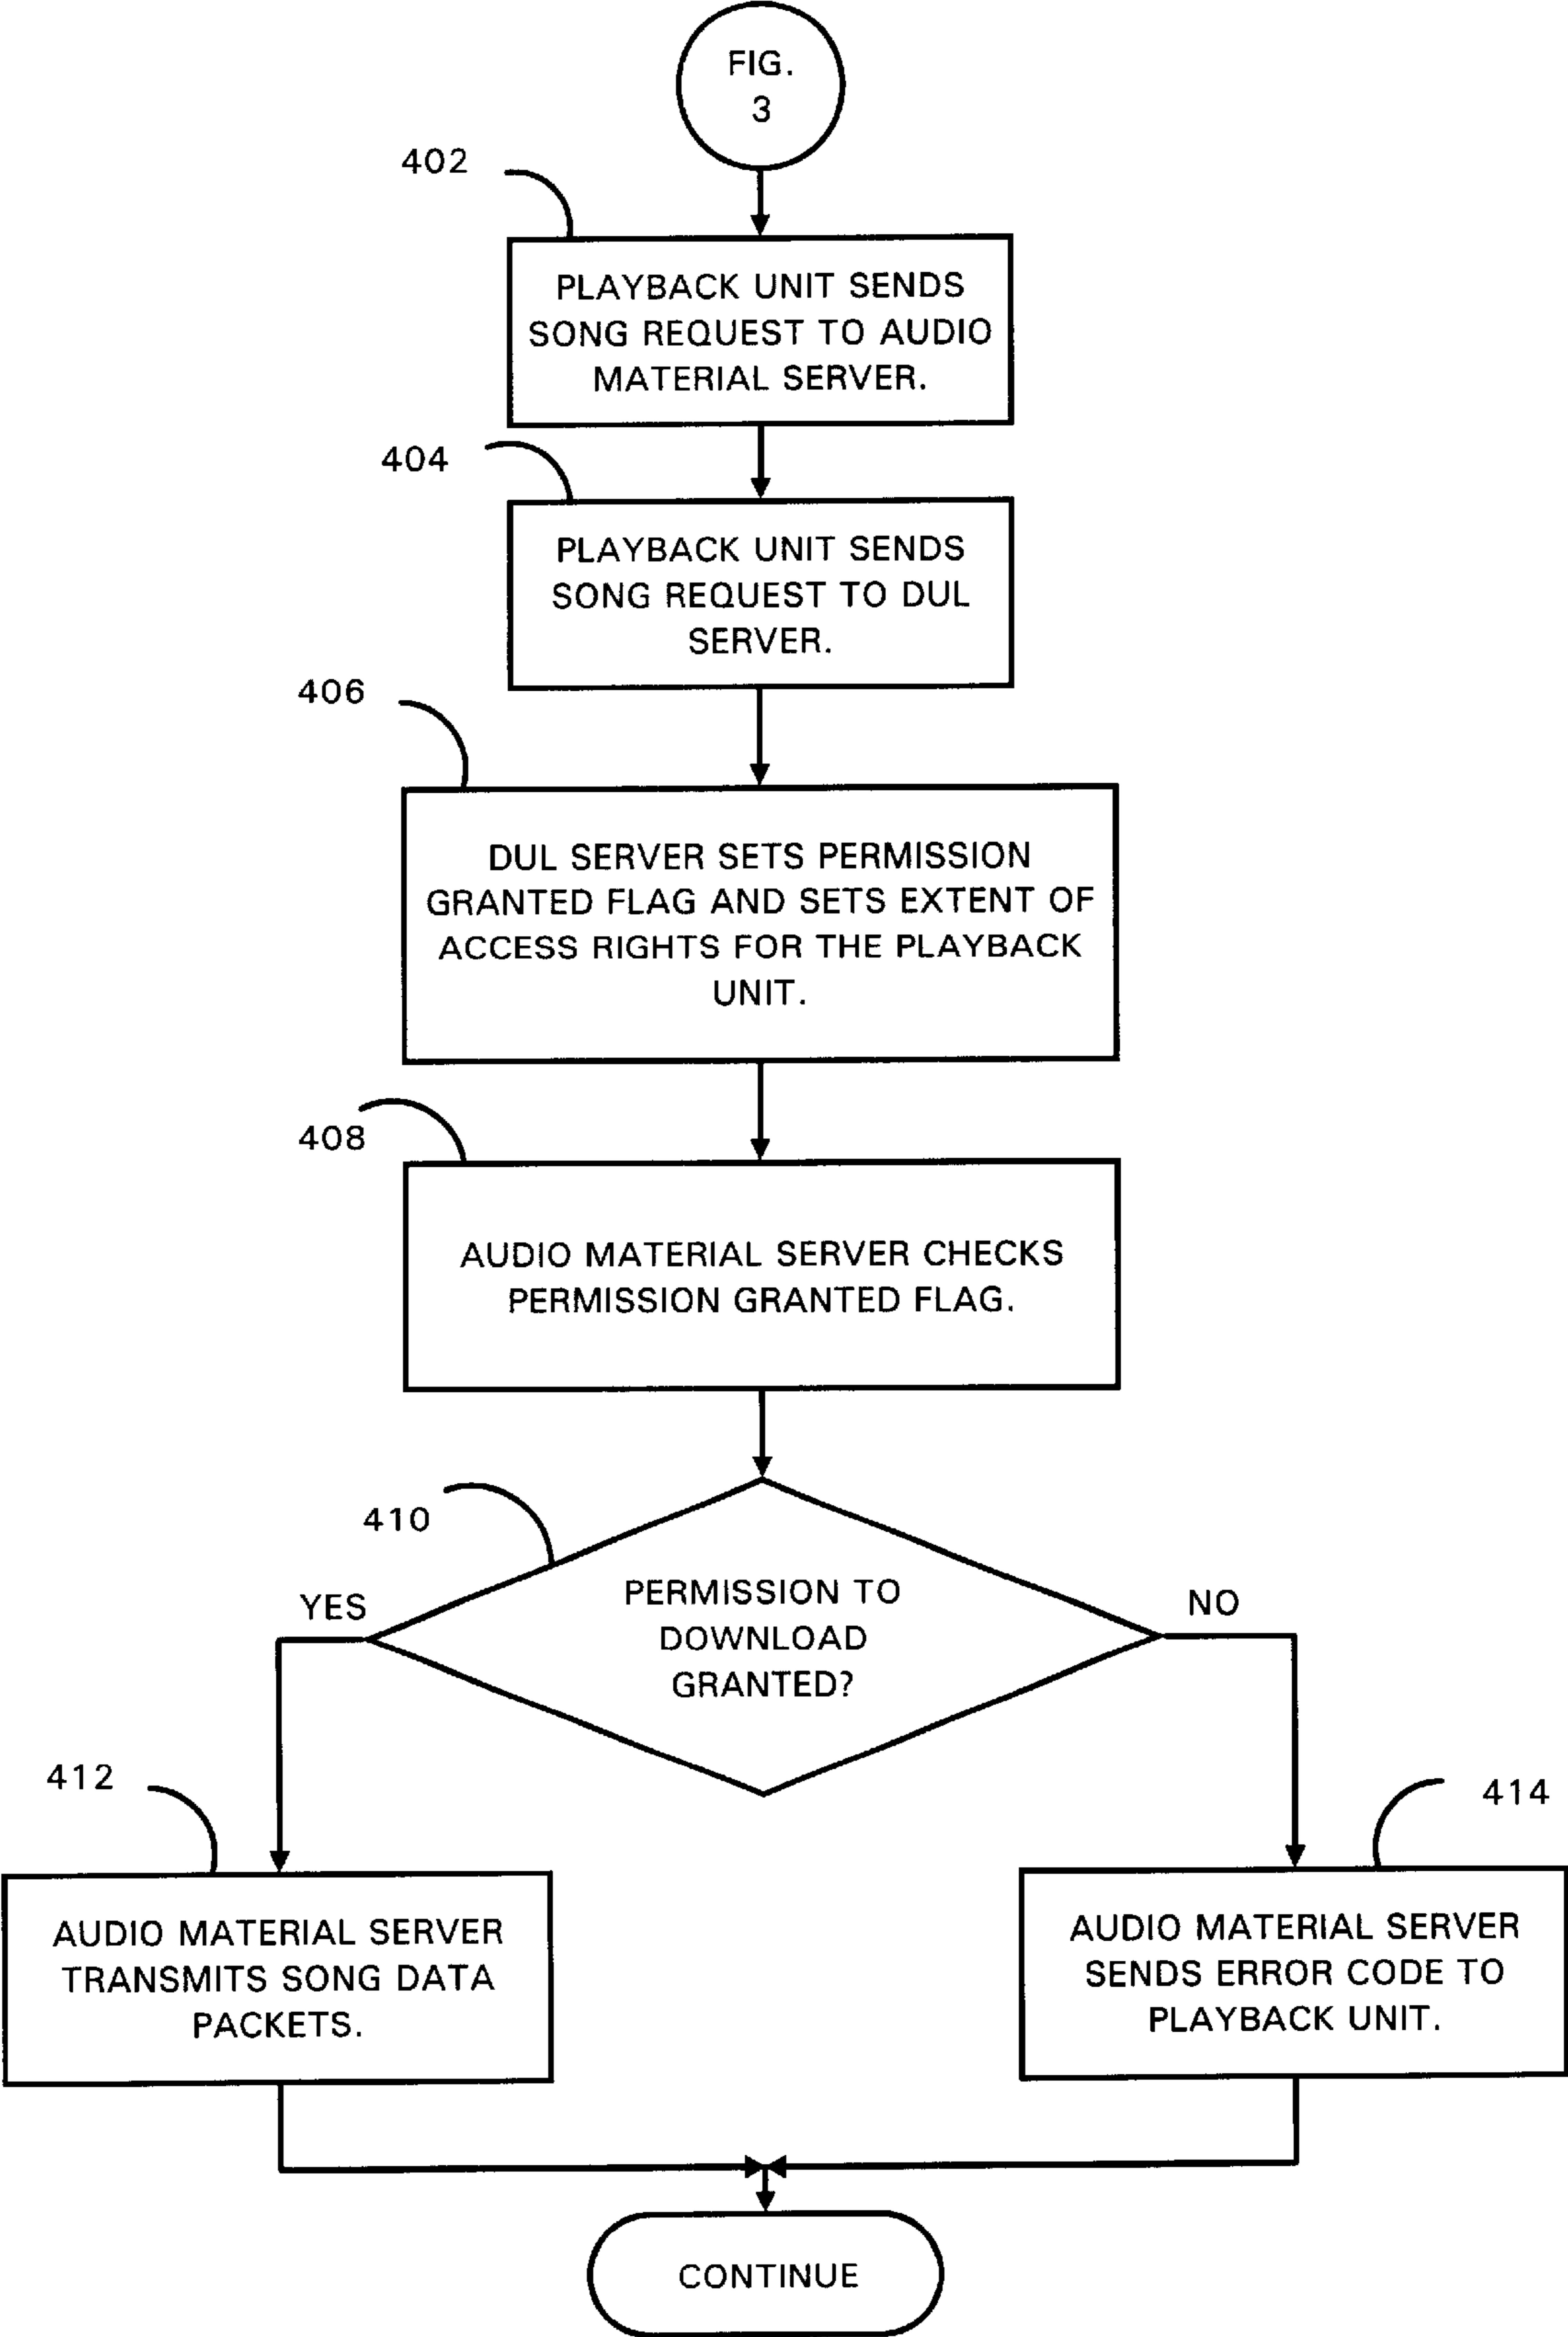 FIG.
3
402
PLAYBACK UNIT SENDS
SONG REQUEST TO AUDIO
MATERIAL SERVER.
404
PLAYBACK UNIT SENDS
SONG REQUEST TO DUL
SERVER.
406
DUL SERVER SETS PERMISSION
GRANTED FLAG AND SETS EXTENT OF
ACCESS RIGHTS FOR THE PLAYBACK
UNIT.
408
AUDIO MATERIAL SERVER CHECKS
PERMISSION GRANTED FLAG.
410
PERMISSION TO
DOWNLOAD
GRANTED?
YES
NO
412
AUDIO MATERIAL SERVER
TRANSMITS SONG DATA
PACKETS.
414
AUDIO MATERIAL SERVER
SENDS ERROR CODE TO
PLAYBACK UNIT.
CONTINUE